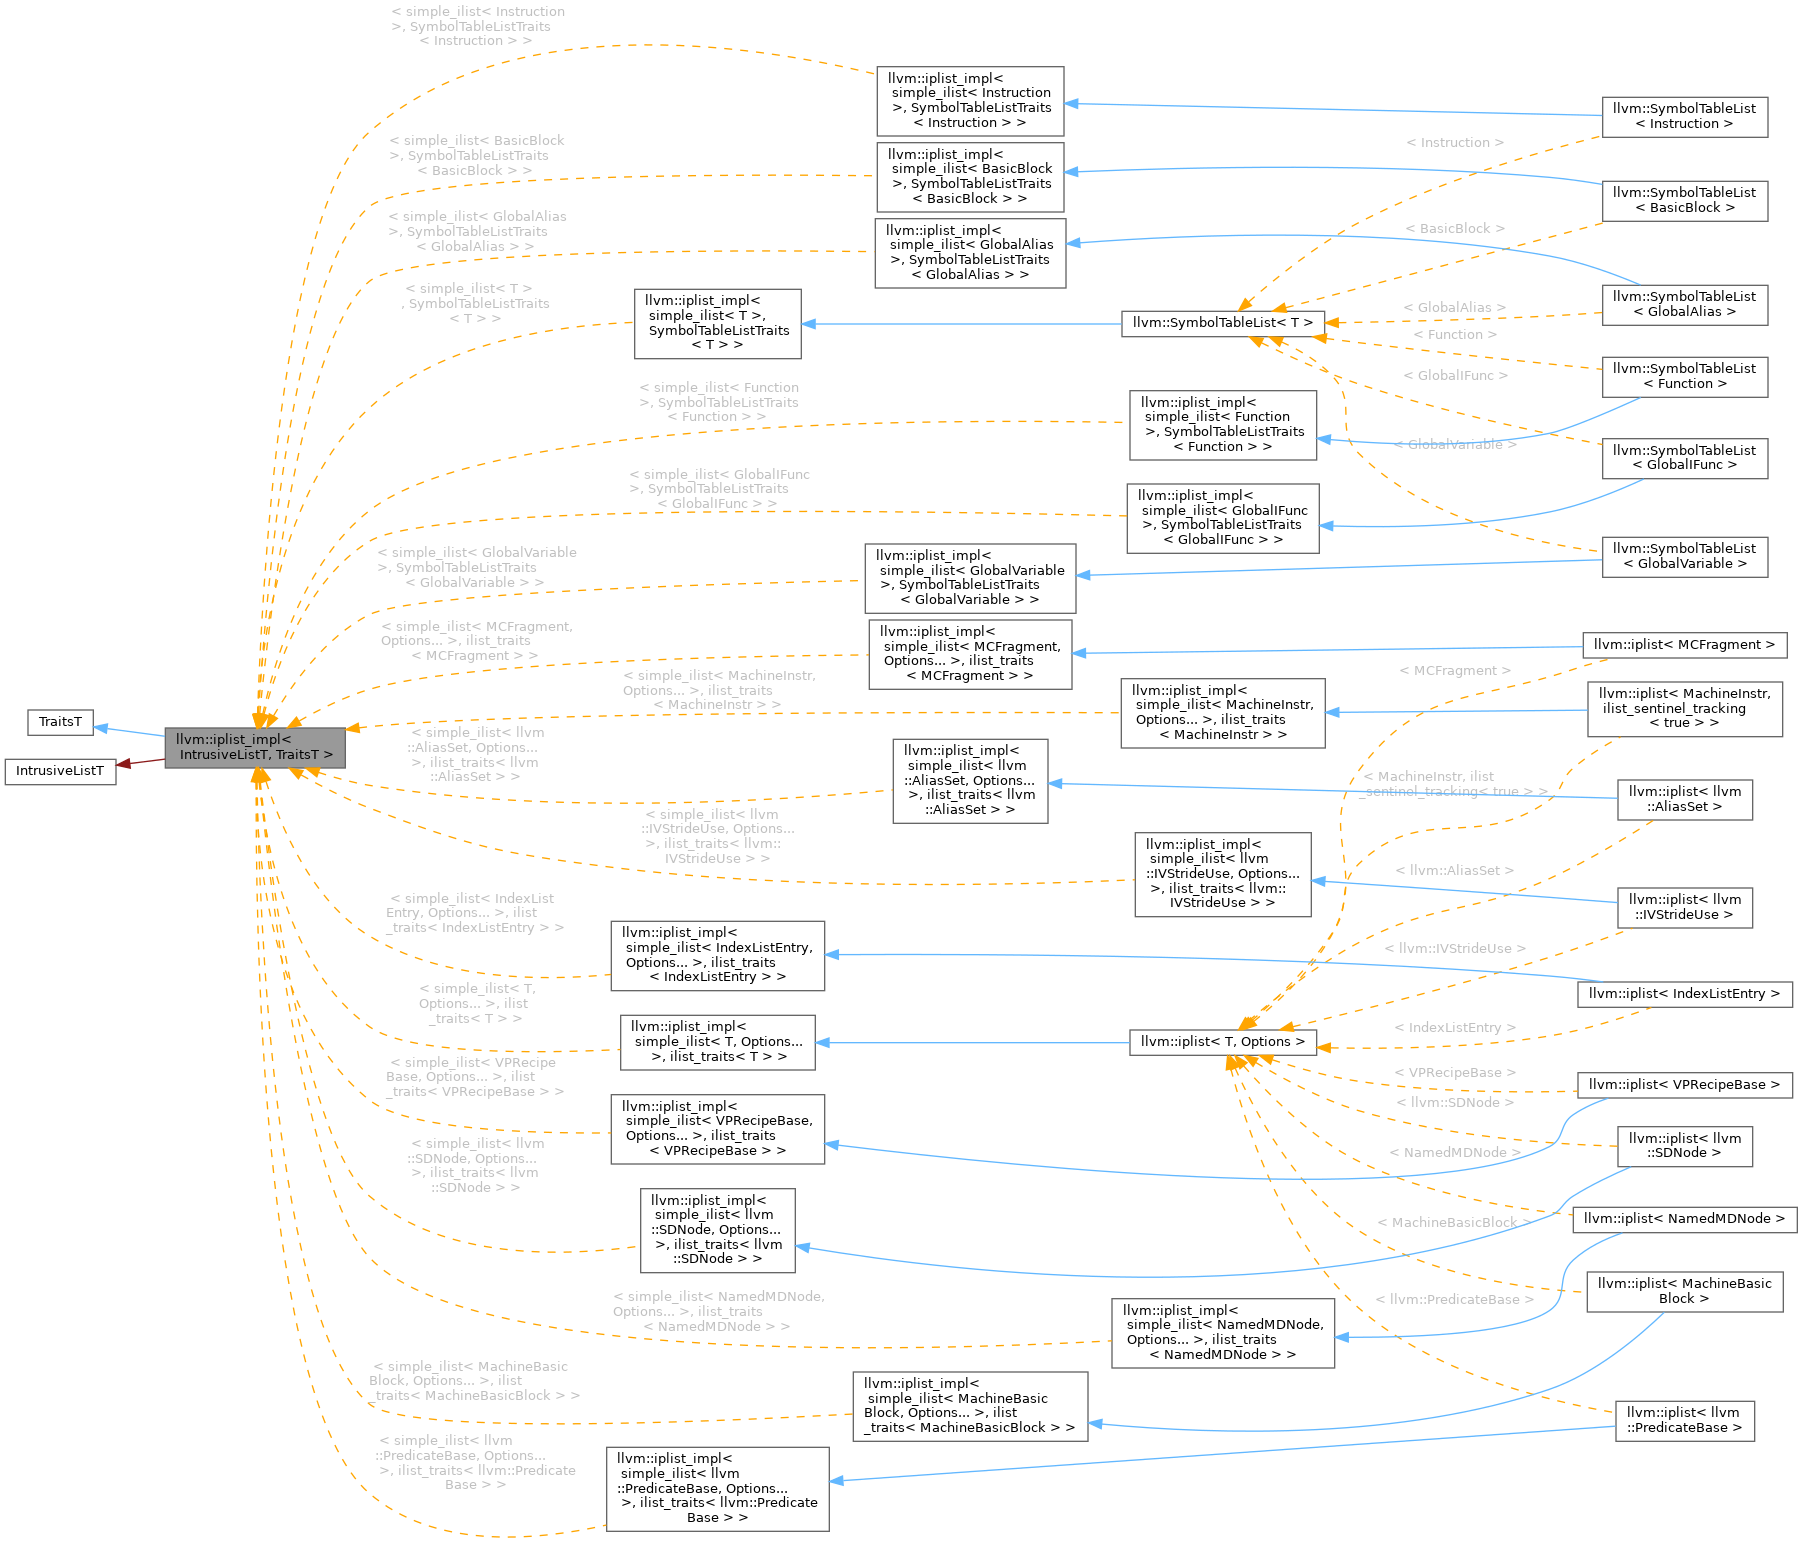 < simple_ilist< Instruction
>, SymbolTableListTraits
< Instruction > >
llvm::iplist_impl<
simple_ilist< Instruction
>, SymbolTableListTraits
< Instruction > >
llvm::SymbolTableList
< Instruction >
< Instruction >
< simple_ilist< BasicBlock
>, SymbolTableListTraits
< BasicBlock > >
llvm::iplist_impl<
simple_ilist< BasicBlock
>, SymbolTableListTraits
< BasicBlock > >
llvm::SymbolTableList
< BasicBlock >
< BasicBlock >
< simple_ilist< GlobalAlias
>, SymbolTableListTraits
< GlobalAlias > >
llvm::iplist_impl<
simple_ilist< GlobalAlias
>, SymbolTableListTraits
< GlobalAlias > >
llvm::SymbolTableList
< GlobalAlias >
< GlobalAlias >
< simple_ilist< T >
, SymbolTableListTraits
< T > >
llvm::iplist_impl<
simple_ilist< T >,
SymbolTableListTraits
< T > >
llvm::SymbolTableList< T >
< Function >
llvm::SymbolTableList
< Function >
< GlobalIFunc >
< simple_ilist< Function
>, SymbolTableListTraits
< Function > >
llvm::iplist_impl<
simple_ilist< Function
>, SymbolTableListTraits
< Function > >
< GlobalVariable >
llvm::SymbolTableList
< GlobalIFunc >
< simple_ilist< GlobalIFunc
>, SymbolTableListTraits
< GlobalIFunc > >
llvm::iplist_impl<
simple_ilist< GlobalIFunc
>, SymbolTableListTraits
< GlobalIFunc > >
llvm::SymbolTableList
< GlobalVariable >
< simple_ilist< GlobalVariable
>, SymbolTableListTraits
< GlobalVariable > >
llvm::iplist_impl<
simple_ilist< GlobalVariable
>, SymbolTableListTraits
< GlobalVariable > >
< simple_ilist< MCFragment,
Options... >, ilist_traits
< MCFragment > >
llvm::iplist_impl<
simple_ilist< MCFragment,
Options... >, ilist_traits
< MCFragment > >
llvm::iplist< MCFragment >
< MCFragment >
< simple_ilist< MachineInstr,
Options... >, ilist_traits
< MachineInstr > >
llvm::iplist_impl<
simple_ilist< MachineInstr,
Options... >, ilist_traits
< MachineInstr > >
llvm::iplist< MachineInstr,
ilist_sentinel_tracking
< true > >
TraitsT
IntrusiveListT
llvm::iplist_impl<
IntrusiveListT, TraitsT >
< simple_ilist< llvm
::AliasSet, Options...
>, ilist_traits< llvm
::AliasSet > >
llvm::iplist_impl<
simple_ilist< llvm
::AliasSet, Options...
>, ilist_traits< llvm
::AliasSet > >
< MachineInstr, ilist
_sentinel_tracking< true > >
llvm::iplist< llvm
::AliasSet >
< simple_ilist< llvm
::IVStrideUse, Options...
>, ilist_traits< llvm::
IVStrideUse > >
llvm::iplist_impl<
simple_ilist< llvm
::IVStrideUse, Options...
>, ilist_traits< llvm::
IVStrideUse > >
< llvm::AliasSet >
llvm::iplist< llvm
::IVStrideUse >
< llvm::IVStrideUse >
< simple_ilist< IndexList
Entry, Options... >, ilist
_traits< IndexListEntry > >
llvm::iplist_impl<
simple_ilist< IndexListEntry,
Options... >, ilist_traits
< IndexListEntry > >
llvm::iplist< IndexListEntry >
< IndexListEntry >
< simple_ilist< T,
Options... >, ilist
_traits< T > >
llvm::iplist_impl<
simple_ilist< T, Options...
>, ilist_traits< T > >
llvm::iplist< T, Options >
< VPRecipeBase >
llvm::iplist< VPRecipeBase >
< simple_ilist< VPRecipe
Base, Options... >, ilist
_traits< VPRecipeBase > >
llvm::iplist_impl<
simple_ilist< VPRecipeBase,
Options... >, ilist_traits
< VPRecipeBase > >
< llvm::SDNode >
llvm::iplist< llvm
::SDNode >
< simple_ilist< llvm
::SDNode, Options...
>, ilist_traits< llvm
::SDNode > >
llvm::iplist_impl<
simple_ilist< llvm
::SDNode, Options...
>, ilist_traits< llvm
::SDNode > >
< NamedMDNode >
llvm::iplist< NamedMDNode >
< MachineBasicBlock >
< simple_ilist< NamedMDNode,
Options... >, ilist_traits
< NamedMDNode > >
llvm::iplist_impl<
simple_ilist< NamedMDNode,
Options... >, ilist_traits
< NamedMDNode > >
llvm::iplist< MachineBasic
Block >
< llvm::PredicateBase >
< simple_ilist< MachineBasic
Block, Options... >, ilist
_traits< MachineBasicBlock > >
llvm::iplist_impl<
simple_ilist< MachineBasic
Block, Options... >, ilist
_traits< MachineBasicBlock > >
llvm::iplist< llvm
::PredicateBase >
< simple_ilist< llvm
::PredicateBase, Options...
>, ilist_traits< llvm::Predicate
Base > >
llvm::iplist_impl<
simple_ilist< llvm
::PredicateBase, Options...
>, ilist_traits< llvm::Predicate
Base > >